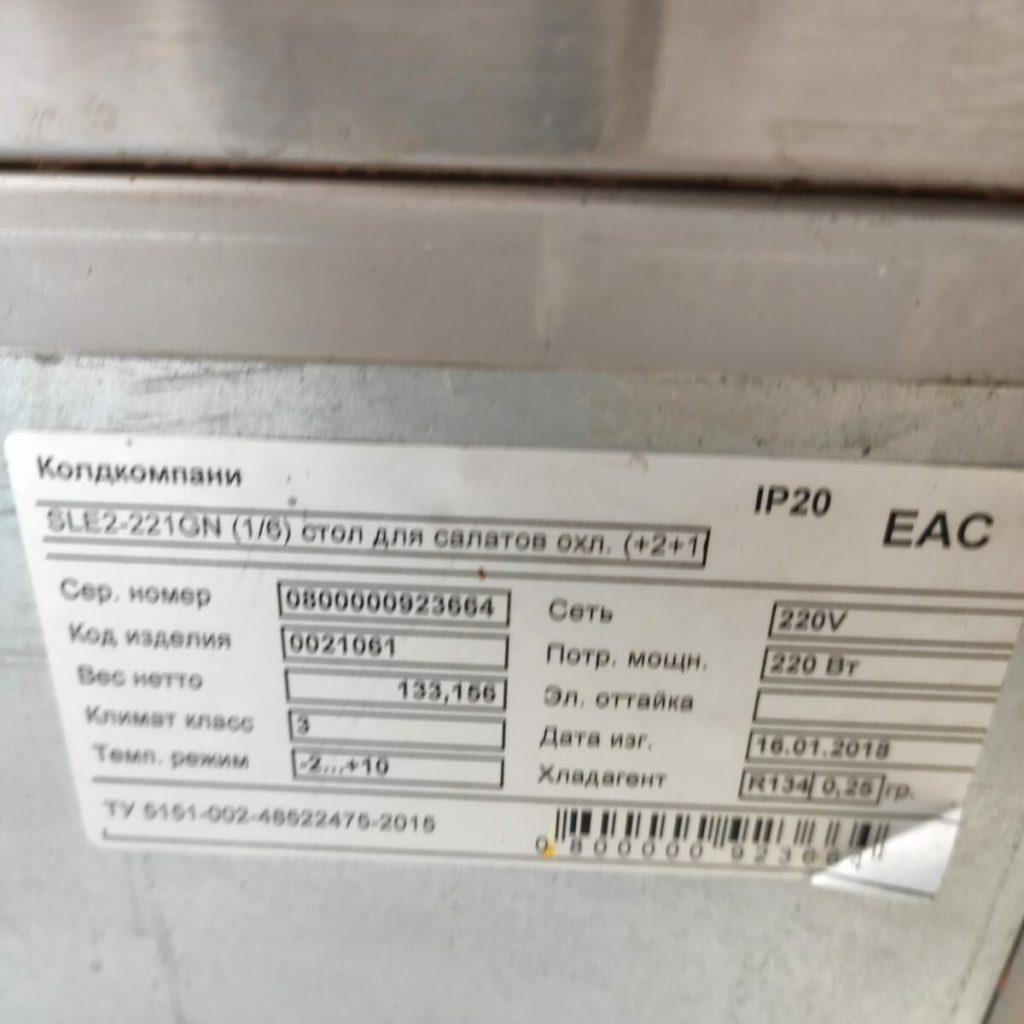 Колдкомпани
IP20 EAC
SLE2-221GN (1/6) стол для салатов охл. (+2+1
Сер. номер 0800000923664 Сеть 220V
Код изделия 0021061 Потр. мощн. 220 Вт
Вес нетто 133,156 Эл. оттайка
Климат класс 3 Дата изг. 16.01.2018
Темп. режим -2...+10 Хладагент R134 0,25 гр.
ТУ 5151-002-48522475-2015